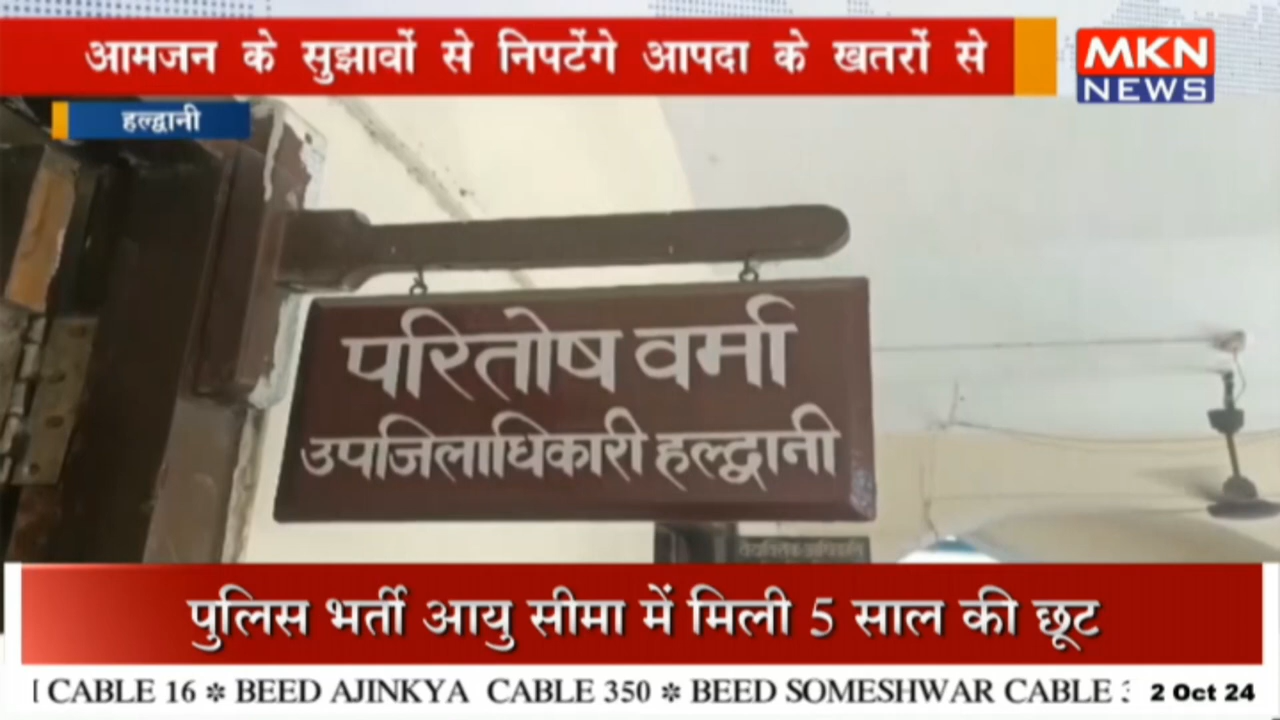 आमजन के सुझावों से निपटेंगे आपदा के खतरों से
MKN
NEWS
हल्द्वानी
परितोष वर्मा
उपजिलाधिकारी हल्द्वानी
पुलिस भर्ती आयु सीमा में मिली 5 साल की छूट
CABLE 16 ✼ BEED AJINKYA CABLE 350 ✼ BEED SOMESHWAR CABLE
2 Oct 24